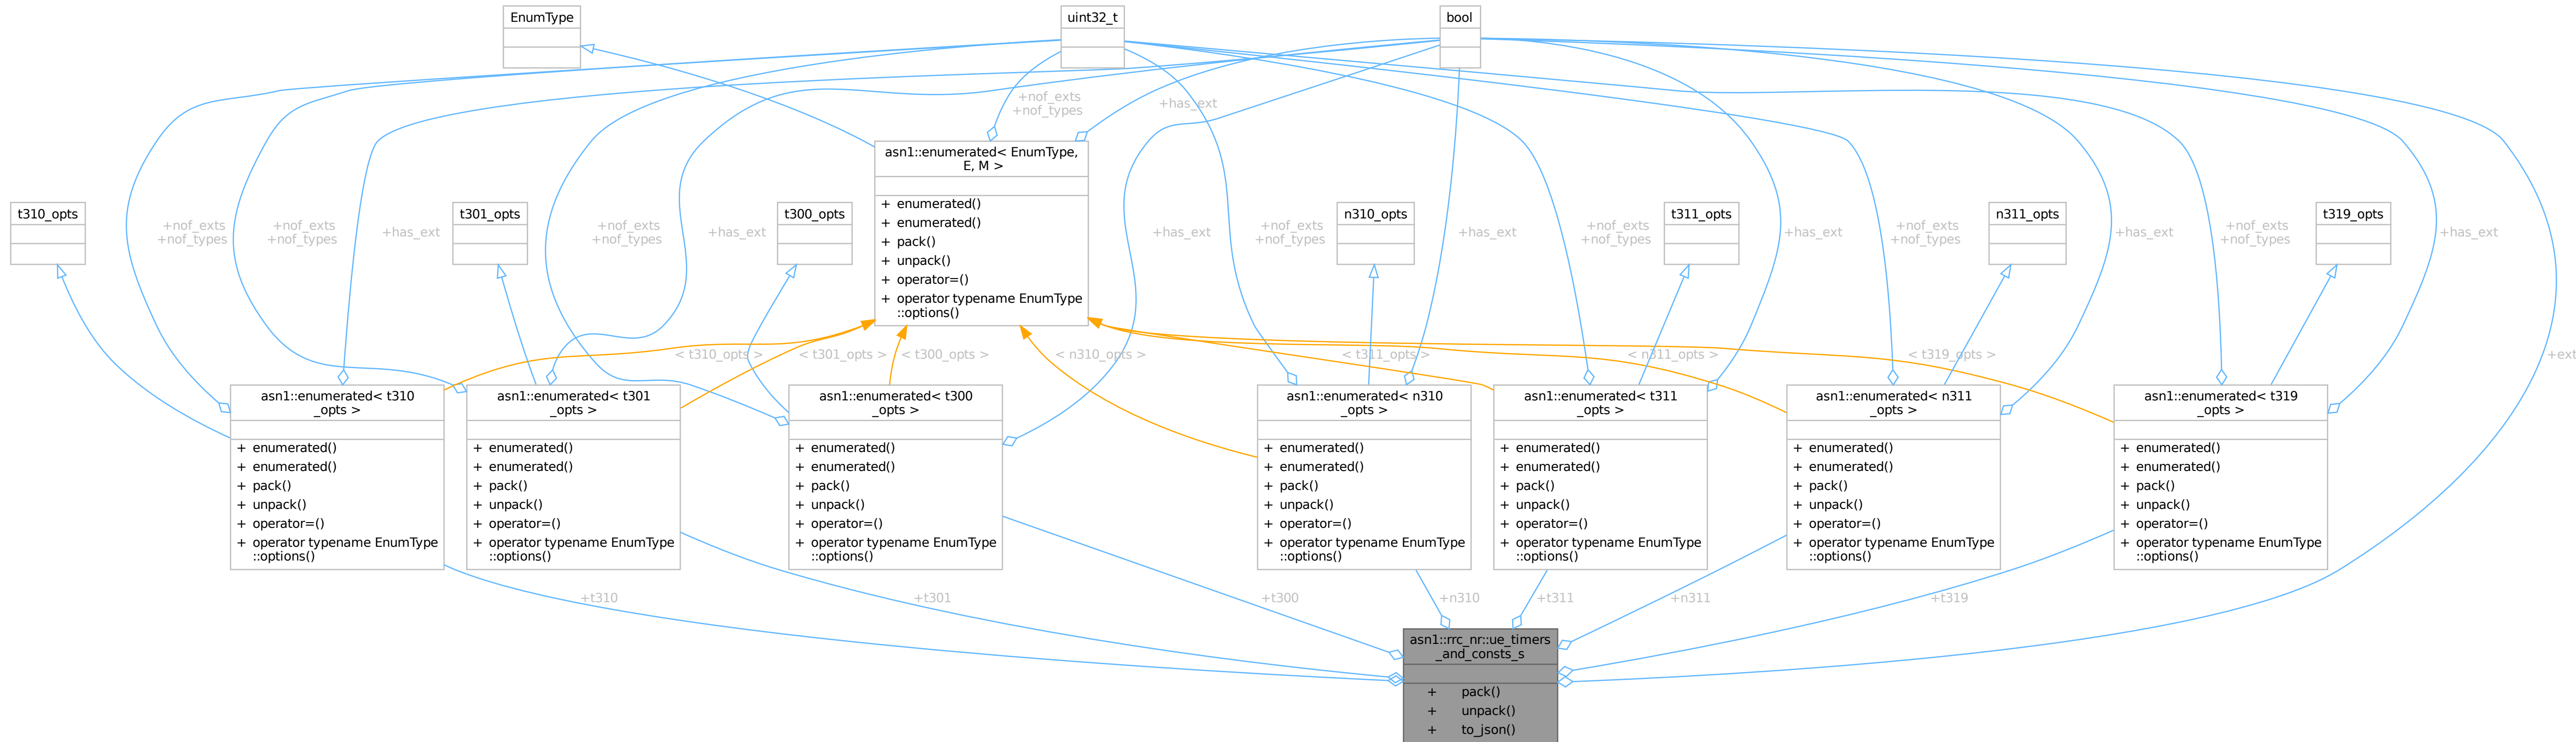 EnumType
uint32_t
bool
+nof_exts
+nof_types
+has_ext
asn1::enumerated< EnumType,
E, M >
+ enumerated()
+ enumerated()
+ pack()
+ unpack()
+ operator=()
+ operator typename EnumType
::options()
t310_opts
t301_opts
t300_opts
n310_opts
t311_opts
n311_opts
t319_opts
+nof_exts
+nof_types
+nof_exts
+nof_types
+has_ext
+nof_exts
+nof_types
+has_ext
+has_ext
+nof_exts
+nof_types
+has_ext
+nof_exts
+nof_types
+has_ext
+nof_exts
+nof_types
+has_ext
+nof_exts
+nof_types
+has_ext
< t310_opts >
< t301_opts >
< t300_opts >
< n310_opts >
< t311_opts >
< n311_opts >
< t319_opts >
+ext
asn1::enumerated< t310
_opts >
+ enumerated()
+ enumerated()
+ pack()
+ unpack()
+ operator=()
+ operator typename EnumType
::options()
asn1::enumerated< t301
_opts >
+ enumerated()
+ enumerated()
+ pack()
+ unpack()
+ operator=()
+ operator typename EnumType
::options()
asn1::enumerated< t300
_opts >
+ enumerated()
+ enumerated()
+ pack()
+ unpack()
+ operator=()
+ operator typename EnumType
::options()
asn1::enumerated< n310
_opts >
+ enumerated()
+ enumerated()
+ pack()
+ unpack()
+ operator=()
+ operator typename EnumType
::options()
asn1::enumerated< t311
_opts >
+ enumerated()
+ enumerated()
+ pack()
+ unpack()
+ operator=()
+ operator typename EnumType
::options()
asn1::enumerated< n311
_opts >
+ enumerated()
+ enumerated()
+ pack()
+ unpack()
+ operator=()
+ operator typename EnumType
::options()
asn1::enumerated< t319
_opts >
+ enumerated()
+ enumerated()
+ pack()
+ unpack()
+ operator=()
+ operator typename EnumType
::options()
+t310
+t301
+t300
+n310
+t311
+n311
+t319
asn1::rrc_nr::ue_timers
_and_consts_s
+ pack()
+ unpack()
+ to_json()